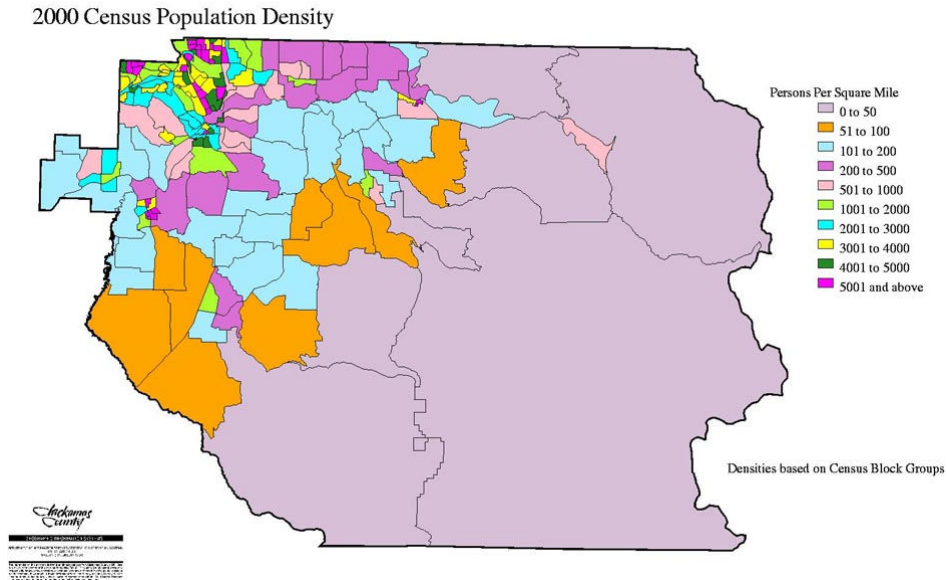 2000 Census Population Density
Persons Per Square Mile
0 to 50
51 to 100
101 to 200
200 to 500
501 to 1000
1001 to 2000
2001 to 3000
3001 to 4000
4001 to 5000
5001 and above
Densities based on Census Block Groups
Clackamas
County